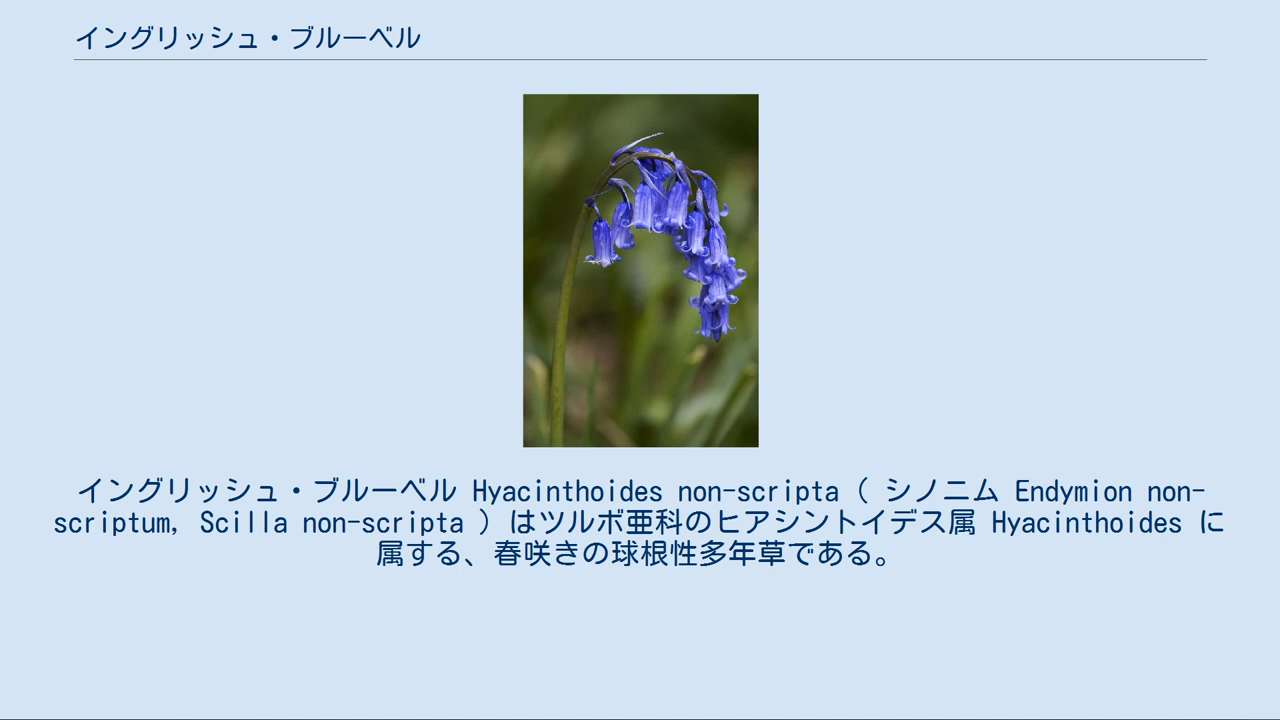 イングリッシュ・ブルーベル
イングリッシュ・ブルーベル Hyacinthoides non-scripta ( シノニム Endymion non-
scriptum, Scilla non-scripta ) はツルボ亜科のヒアシントイデス属 Hyacinthoides に
属する、春咲きの球根性多年草である。